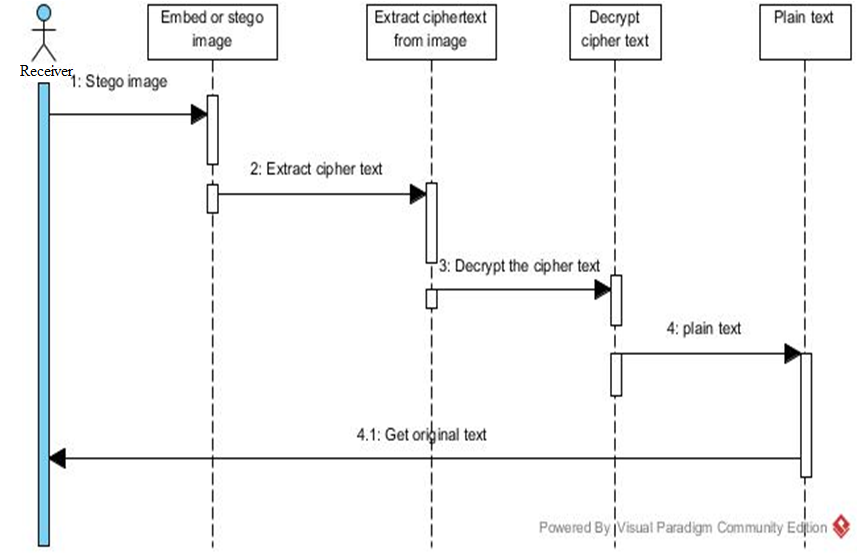 Embed or stego
image
Extract ciphertext
from image
Decrypt
cipher text
Plain text
Receiver
1: Stego image
2: Extract cipher text
3: Decrypt the cipher text
4: plain text
4.1: Get original text
Powered By Visual Paradigm Community Edition